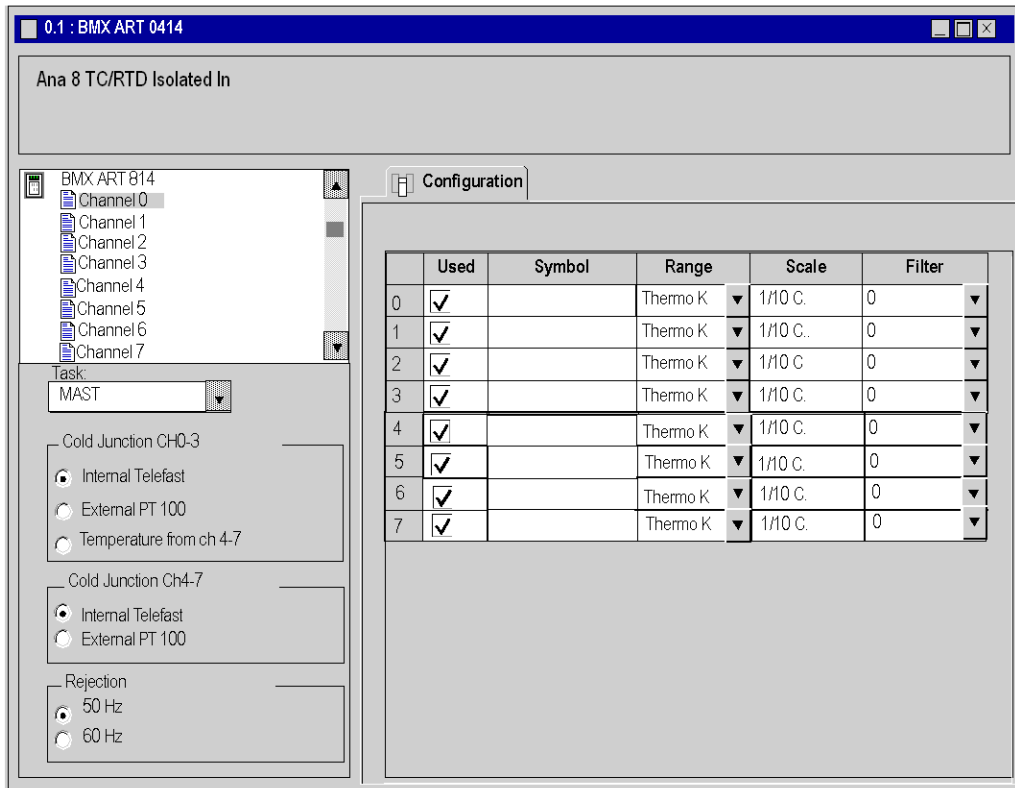 0.1 : BMX ART 0414
Ana 8 TC/RTD Isolated In
BMX ART 814
Channel 0
Channel 1
Channel 2
Channel 3
Channel 4
Channel 5
Channel 6
Channel 7
Task:
MAST
Cold Junction CH0-3
Internal Telefast
External PT 100
Temperature from ch 4-7
Cold Junction Ch4-7
Internal Telefast
External PT 100
Rejection
50 Hz
60 Hz
Configuration
Used Symbol Range Scale Filter
0 Thermo K 1/10 C. 0
1 Thermo K 1/10 C.. 0
2 Thermo K 1/10 C 0
3 Thermo K 1/10 C 0
4 Thermo K 1/10 C. 0
5 Thermo K 1/10 C. 0
6 Thermo K 1/10 C. 0
7 Thermo K 1/10 C. 0